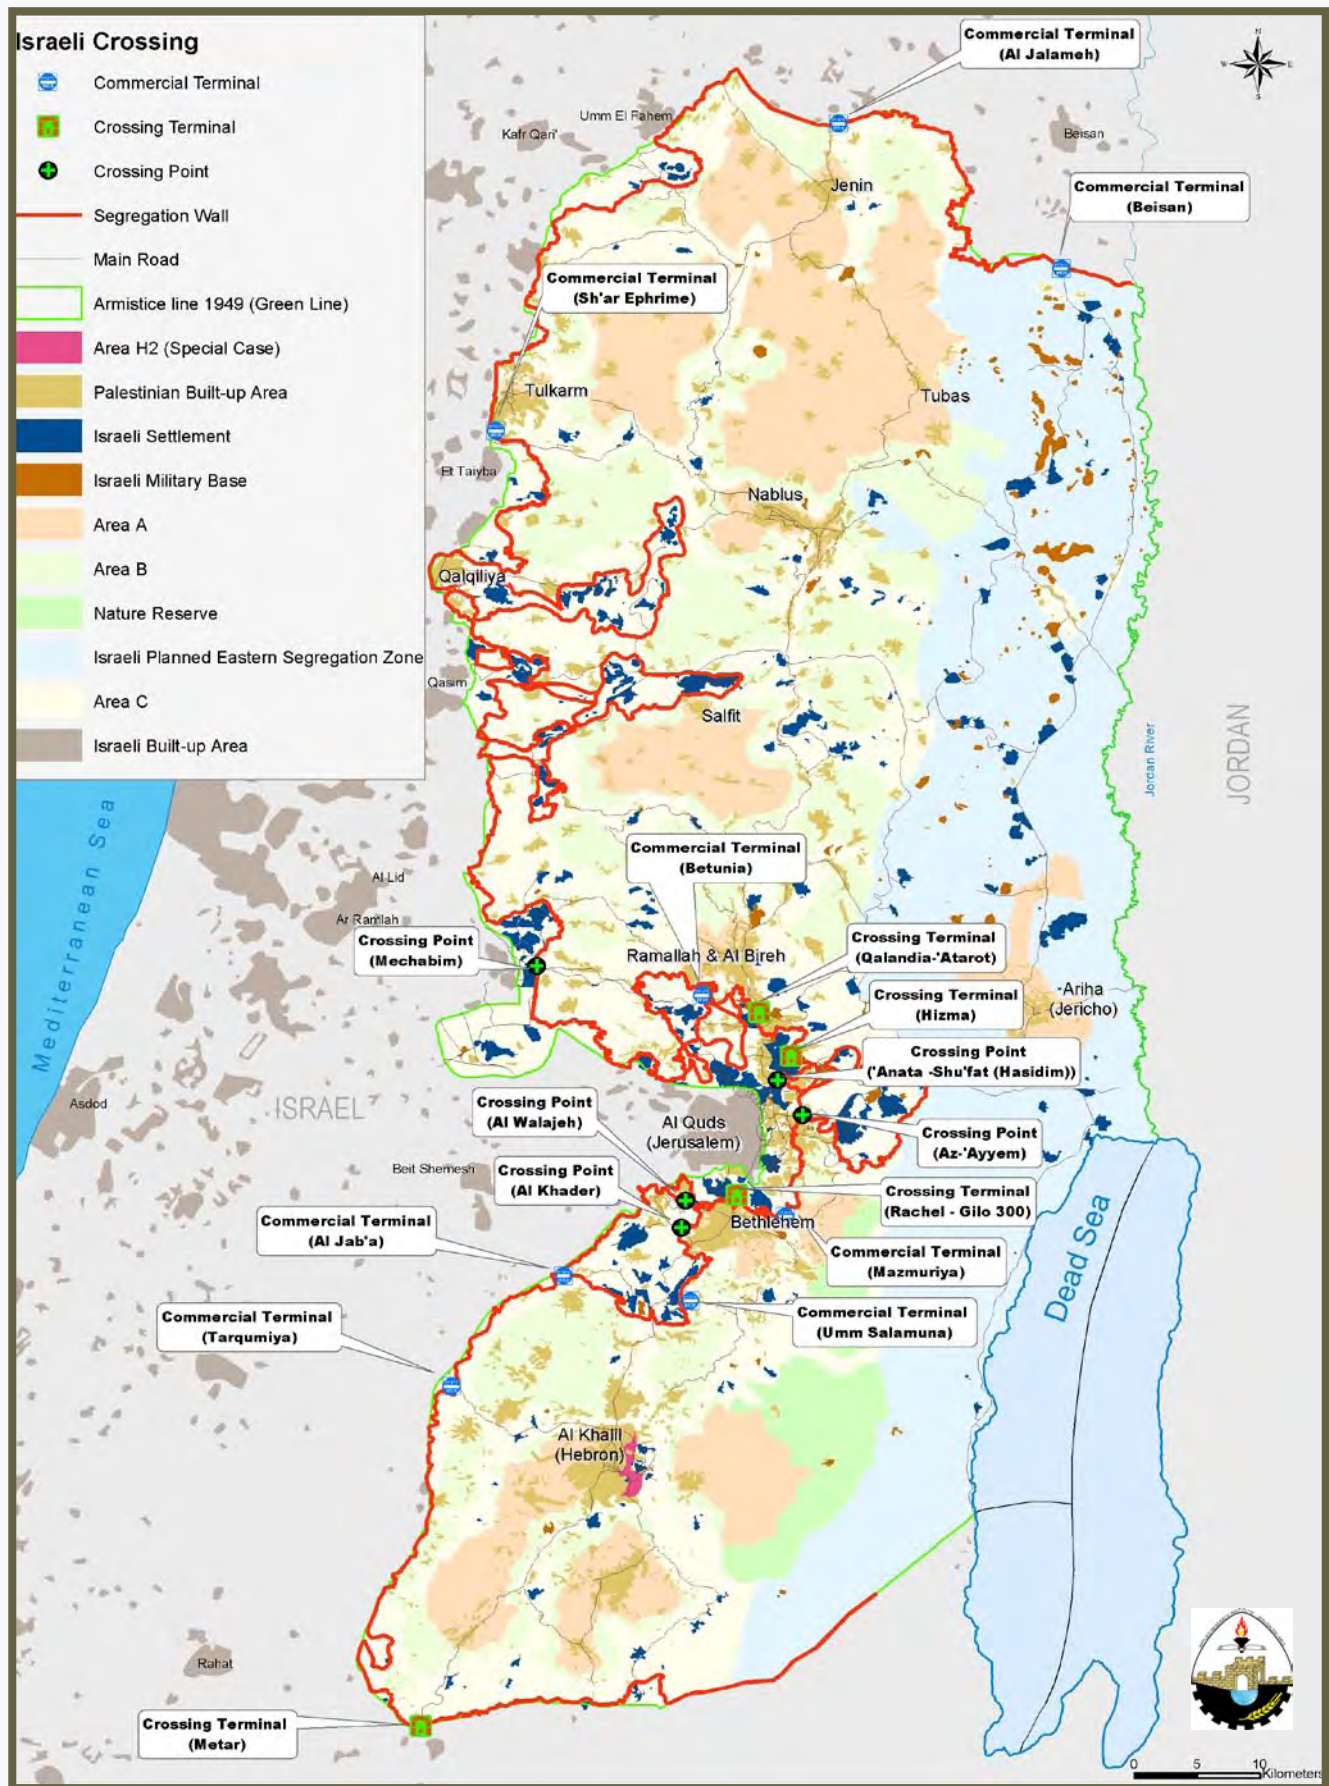 Israeli Crossing
Commercial Terminal
Crossing Terminal
Crossing Point
Segregation Wall
Main Road
Armistice line 1949 (Green Line)
Area H2 (Special Case)
Palestinian Built-up Area
Israeli Settlement
Israeli Military Base
Area A
Area B
Nature Reserve
Israeli Planned Eastern Segregation Zone
Area C
Israeli Built-up Area
Commercial Terminal
(Al Jalameh)
N
W
E
S
Umm El Fahem
Kafr Qari'
Beisan
Jenin
Commercial Terminal
(Beisan)
Commercial Terminal
(Sh'ar Ephrime)
Tulkarm
Tubas
Et Taiyba
Nablus
Qalqiliya
Qasim
Salfit
JORDAN
Jordan River
Mediterranean Sea
Commercial Terminal
(Betunia)
Al Lid
Ar Ramlah
Crossing Point
(Mechabim)
Ramallah & Al Bireh
Crossing Terminal
(Qalandia-'Atarot)
Ariha
(Jericho)
Crossing Terminal
(Hizma)
Crossing Point
('Anata -Shu'fat (Hasidim))
Asdod
ISRAEL
Crossing Point
(Al Walajeh)
Al Quds
(Jerusalem)
Crossing Point
(Az-'Ayyem)
Beit Shemesh
Crossing Point
(Al Khader)
Crossing Terminal
(Rachel - Gilo 300)
Commercial Terminal
(Al Jab'a)
Bethlehem
Commercial Terminal
(Mazmuriya)
Dead Sea
Commercial Terminal
(Tarqumiya)
Commercial Terminal
(Umm Salamuna)
Al Khalil
(Hebron)
Rahat
Crossing Terminal
(Metar)
0 5 10
Kilometers